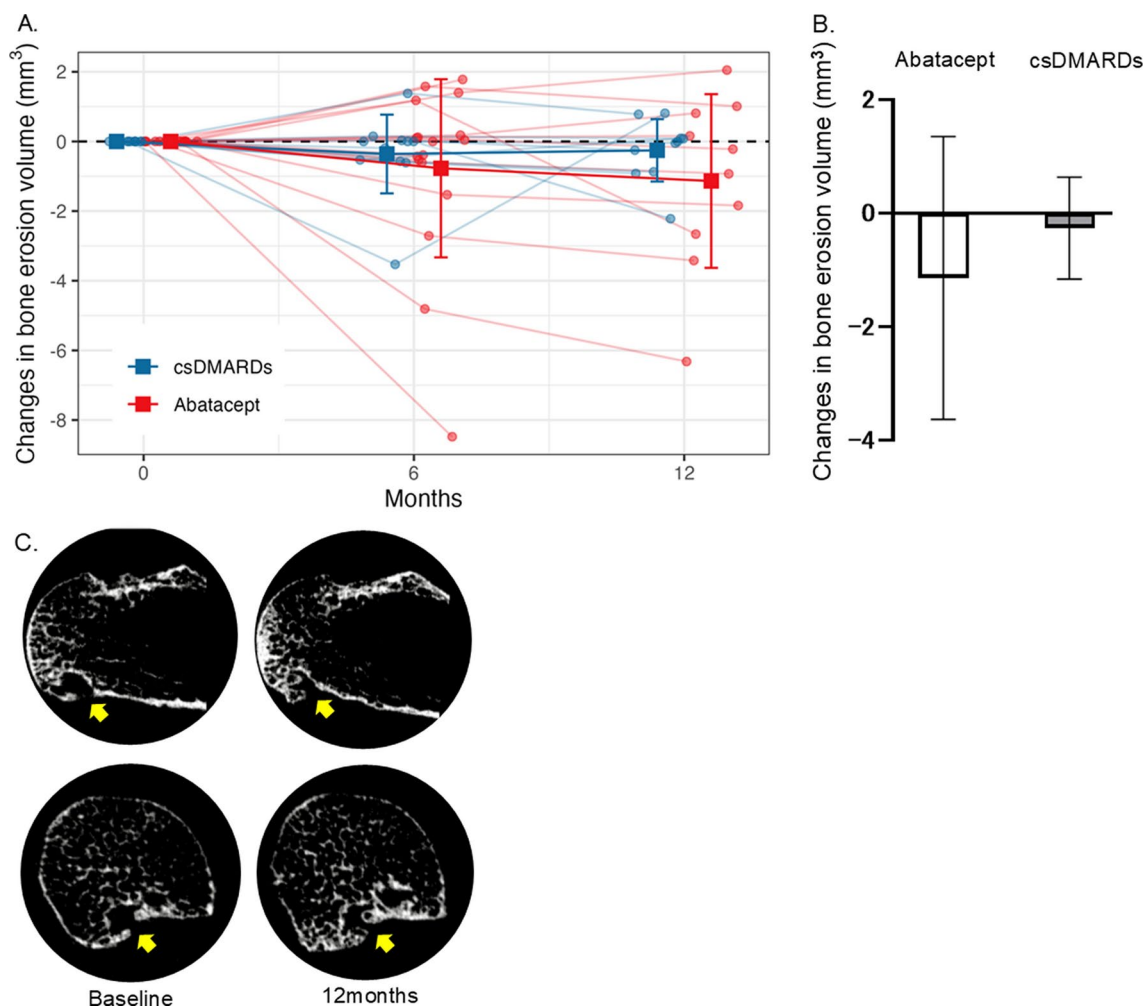 A.
Changes in bone erosion volume (mm³)
2
0
-2
-4
-6
-8
csDMARDs
Abatacept
0
6
12
Months
B.
Abatacept
csDMARDs
Changes in bone erosion volume (mm³)
2
0
−2
−4
C.
Baseline
12months